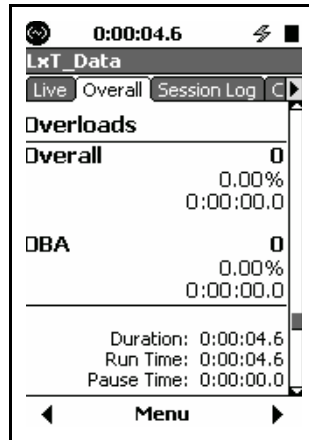 0:00:04.6
LxT_Data
Live Overall Session Log C
Overloads
Overall 0
0.00%
0:00:00.0
OBA 0
0.00%
0:00:00.0
Duration: 0:00:04.6
Run Time: 0:00:04.6
Pause Time: 0:00:00.0
Menu